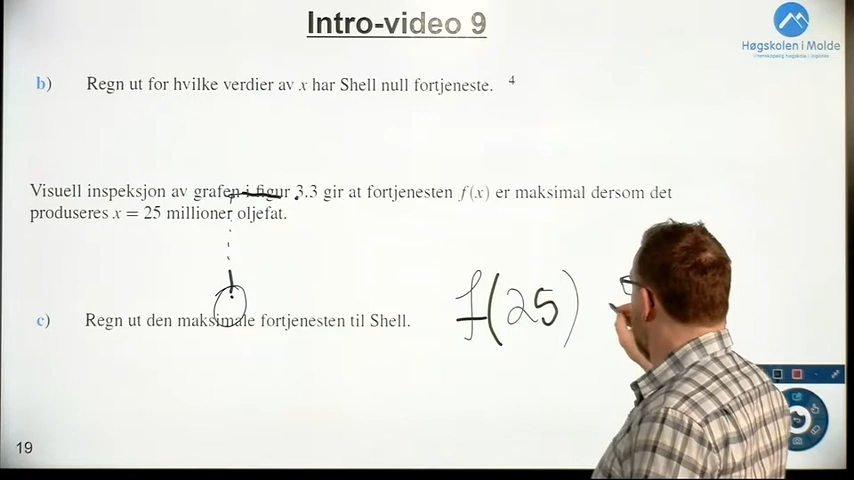 Intro-video 9
Høgskolen i Molde
b) Regn ut for hvilke verdier av x har Shell null fortjeneste. 4
Visuell inspeksjon av grafen i figur 3.3 gir at fortjenesten f(x) er maksimal dersom det
produseres x = 25 millioner oljefat.
f(25)
c) Regn ut den maksimale fortjenesten til Shell.
19